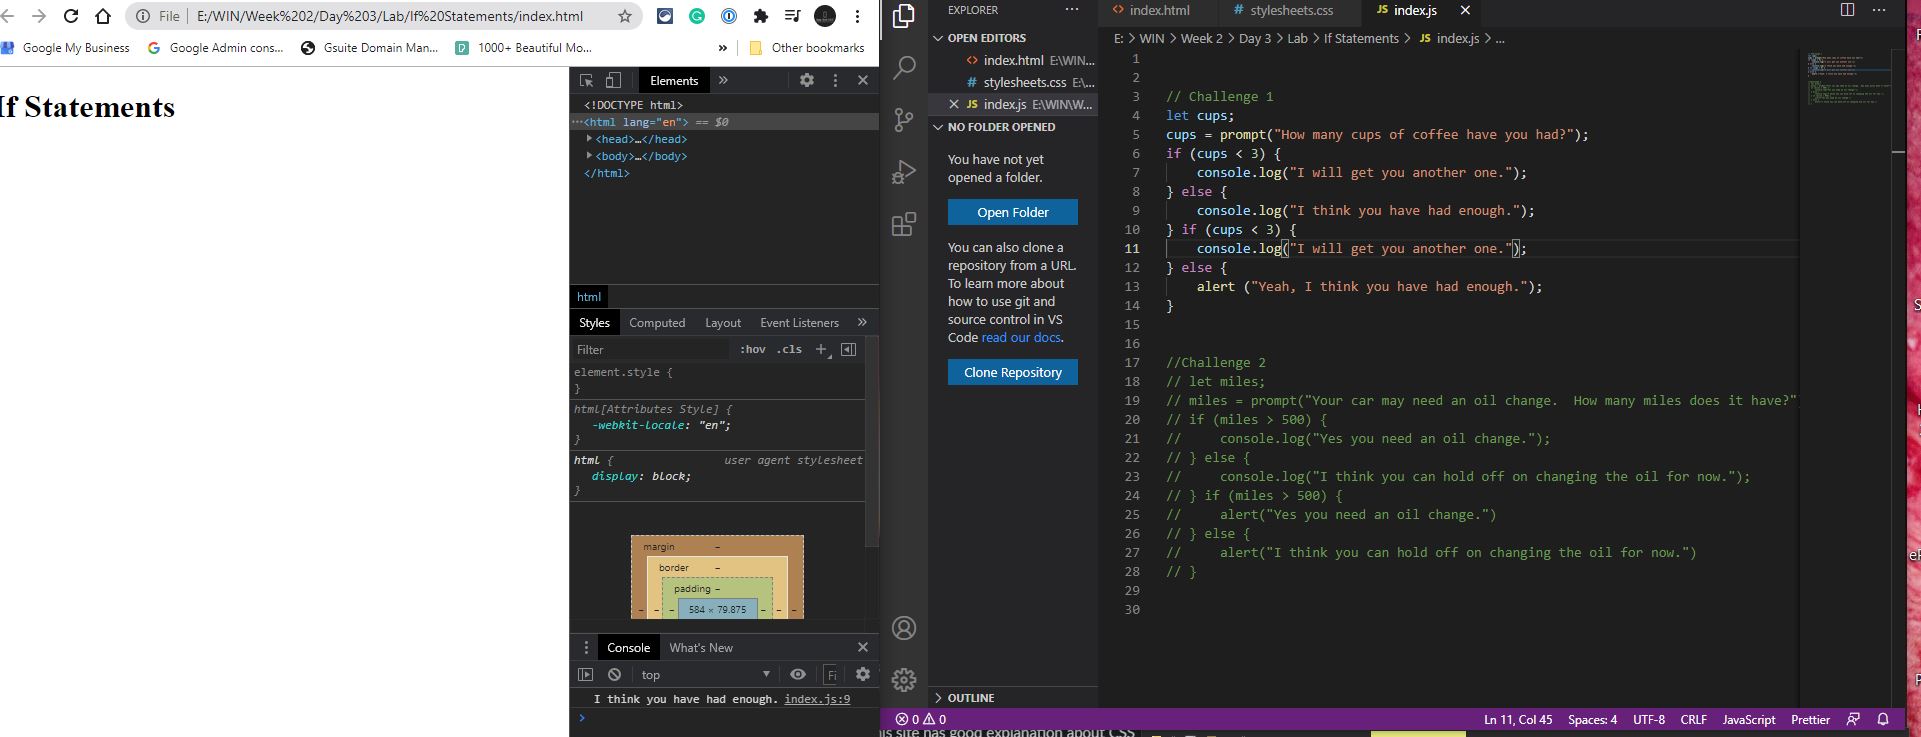 File | E:/WIN/Week%202/Day%203/Lab/If%20Statements/index.html
Google My Business Google Admin cons... Gsuite Domain Man... 1000+ Beautiful Mo... » Other bookmarks
If Statements
Elements »
<!DOCTYPE html>
···<html lang="en"> == $0
<head>…</head>
<body>…</body>
</html>
html
Styles Computed Layout Event Listeners »
Filter :hov .cls +
element.style {
}
html[Attributes Style] {
-webkit-locale: "en";
}
html { user agent stylesheet
display: block;
}
margin –
border –
padding –
– – – 584 × 79.875 – – –
Console What's New
top Fi
I think you have had enough. index.js:9
>
EXPLORER ···
OPEN EDITORS
<> index.html E:\WIN...
# stylesheets.css E:\...
JS index.js E:\WIN\W...
NO FOLDER OPENED
You have not yet
opened a folder.
Open Folder
You can also clone a
repository from a URL.
To learn more about
how to use git and
source control in VS
Code read our docs.
Clone Repository
OUTLINE
<> index.html # stylesheets.css JS index.js
E: > WIN > Week 2 > Day 3 > Lab > If Statements > JS index.js > ...
1
2
3 // Challenge 1
4 let cups;
5 cups = prompt("How many cups of coffee have you had?");
6 if (cups < 3) {
7 console.log("I will get you another one.");
8 } else {
9 console.log("I think you have had enough.");
10 } if (cups < 3) {
11 console.log("I will get you another one.");
12 } else {
13 alert ("Yeah, I think you have had enough.");
14 }
15
16
17 //Challenge 2
18 // let miles;
19 // miles = prompt("Your car may need an oil change.  How many miles does it have?"
20 // if (miles > 500) {
21 //     console.log("Yes you need an oil change.");
22 // } else {
23 //     console.log("I think you can hold off on changing the oil for now.");
24 // } if (miles > 500) {
25 //     alert("Yes you need an oil change.")
26 // } else {
27 //     alert("I think you can hold off on changing the oil for now.")
28 // }
29
30
0 0 Ln 11, Col 45 Spaces: 4 UTF-8 CRLF JavaScript Prettier
his site has good explanation about CSS